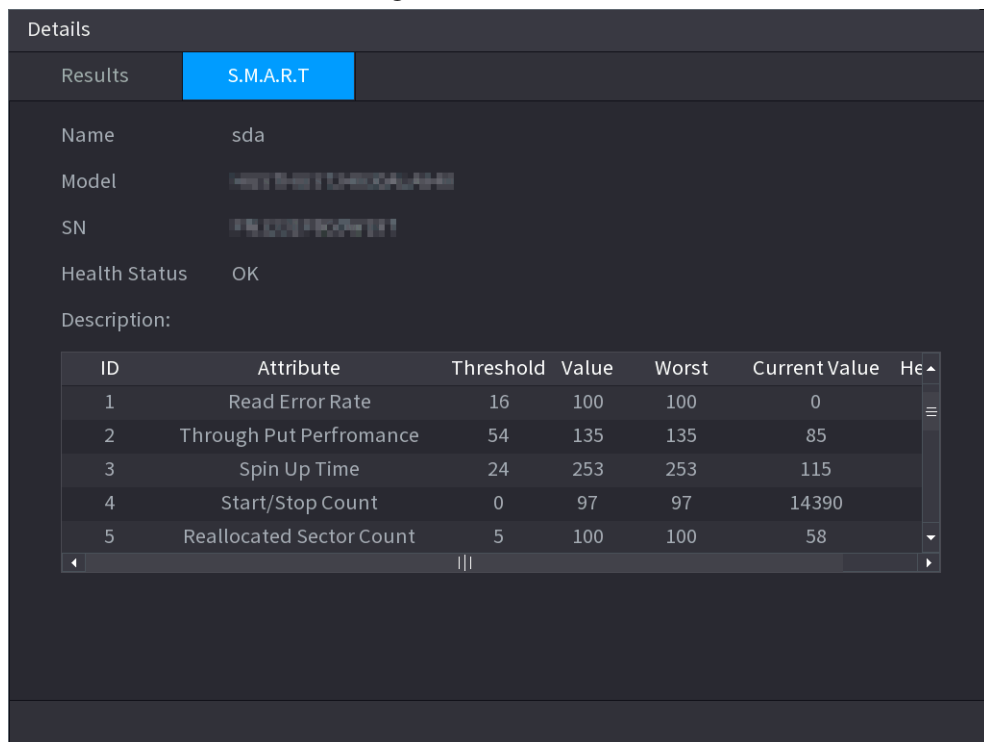 Details
Results S.M.A.R.T
Name sda
Model
SN
Health Status OK
Description:
ID Attribute Threshold Value Worst Current Value He
1 Read Error Rate 16 100 100 0
2 Through Put Perfromance 54 135 135 85
3 Spin Up Time 24 253 253 115
4 Start/Stop Count 0 97 97 14390
5 Reallocated Sector Count 5 100 100 58